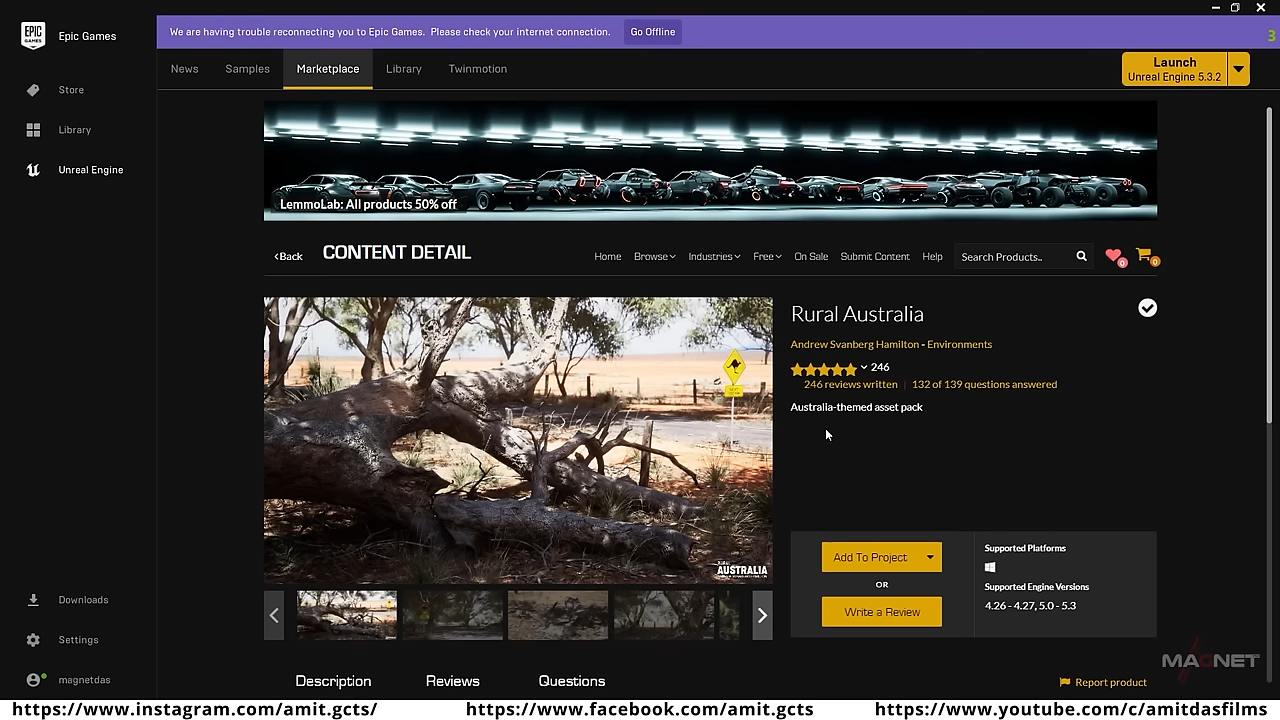 EPIC GAMES
Epic Games
We are having trouble reconnecting you to Epic Games. Please check your internet connection.
Go Offline
3
News
Samples
Marketplace
Library
Twinmotion
Launch
Unreal Engine 5.3.2
Store
Library
Unreal Engine
LemmoLab: All products 50% off
Back
CONTENT DETAIL
Home
Browse
Industries
Free
On Sale
Submit Content
Help
Search Products..
0
0
Rural Australia
Andrew Svanberg Hamilton - Environments
246
246 reviews written | 132 of 139 questions answered
Australia-themed asset pack
AUSTRALIA
Add To Project
OR
Write a Review
Supported Platforms
Supported Engine Versions
4.26 - 4.27, 5.0 - 5.3
Downloads
Settings
magnetdas
Description
Reviews
Questions
Report product
MAGNET
https://www.instagram.com/amit.gcts/
https://www.facebook.com/amit.gcts
https://www.youtube.com/c/amitdasfilms